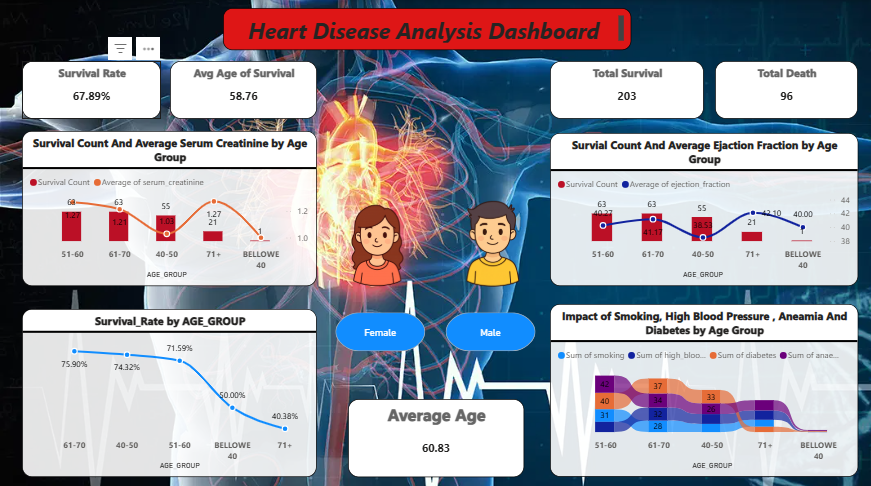 Heart Disease Analysis Dashboard
Survival Rate
67.89%
Avg Age of Survival
58.76
Total Survival
203
Total Death
96
Survival Count And Average Serum Creatinine by Age
Group
Survival Count
Average of serum_creatinine
63
63
55
21
1
1.27
1.21
1.03
1.27
1.2
1.0
51-60
61-70
40-50
71+
BELLOWE
40
AGE_GROUP
Survial Count And Average Ejaction Fraction by Age
Group
Survival Count
Average of ejection_fraction
63
63
55
21
1
40.27
41.17
38.53
42.10
40.00
44
42
40
38
51-60
61-70
40-50
71+
BELLOWE
40
AGE_GROUP
Female
Male
Average Age
60.83
Survival_Rate by AGE_GROUP
75.90%
74.32%
71.59%
50.00%
40.38%
61-70
40-50
51-60
BELLOWE
40
71+
AGE_GROUP
Impact of Smoking, High Blood Pressure , Aneamia And
Diabetes by Age Group
Sum of smoking
Sum of high_bloo...
Sum of diabetes
Sum of anae...
42
40
31
37
34
32
28
33
51-60
61-70
40-50
71+
BELLOWE
40
AGE_GROUP